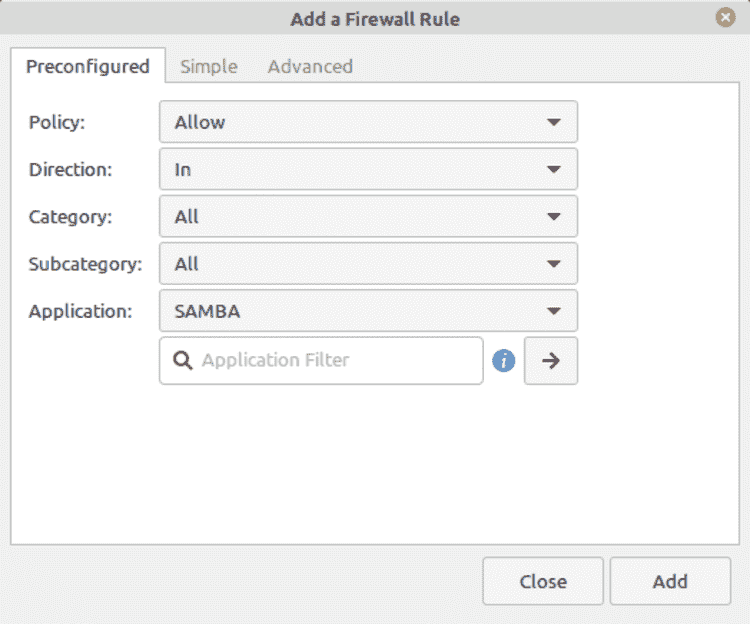 Add a Firewall Rule
Preconfigured Simple Advanced
Policy: Allow
Direction: In
Category: All
Subcategory: All
Application: SAMBA
Application Filter
Close Add